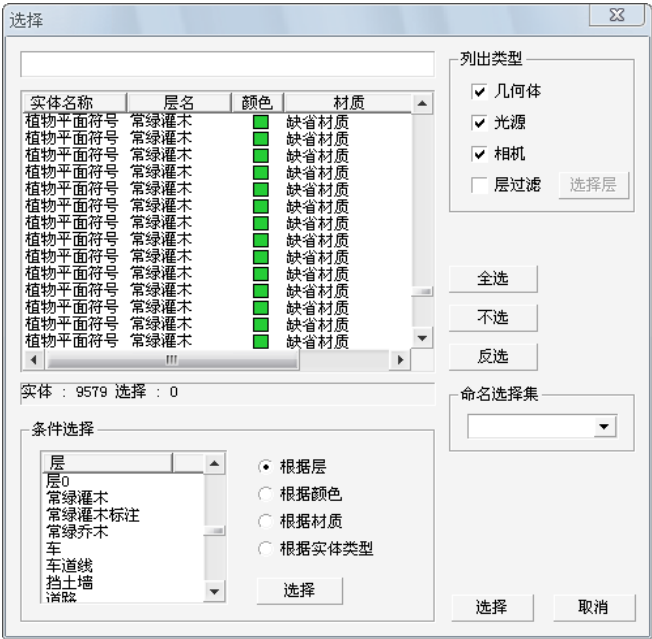 选择
列出类型
实体名称 层名 颜色 材质
植物平面符号 常绿灌木 缺省材质
植物平面符号 常绿灌木 缺省材质
植物平面符号 常绿灌木 缺省材质
植物平面符号 常绿灌木 缺省材质
植物平面符号 常绿灌木 缺省材质
植物平面符号 常绿灌木 缺省材质
植物平面符号 常绿灌木 缺省材质
植物平面符号 常绿灌木 缺省材质
植物平面符号 常绿灌木 缺省材质
植物平面符号 常绿灌木 缺省材质
植物平面符号 常绿灌木 缺省材质
植物平面符号 常绿灌木 缺省材质
植物平面符号 常绿灌木 缺省材质
植物平面符号 常绿灌木 缺省材质
几何体
光源
相机
层过滤 选择层
全选
不选
反选
实体 : 9579 选择 : 0
命名选择集
条件选择
层
层0
常绿灌木
常绿灌木标注
常绿乔木
车
车道线
挡土墙
道路
根据层
根据颜色
根据材质
根据实体类型
选择
选择 取消